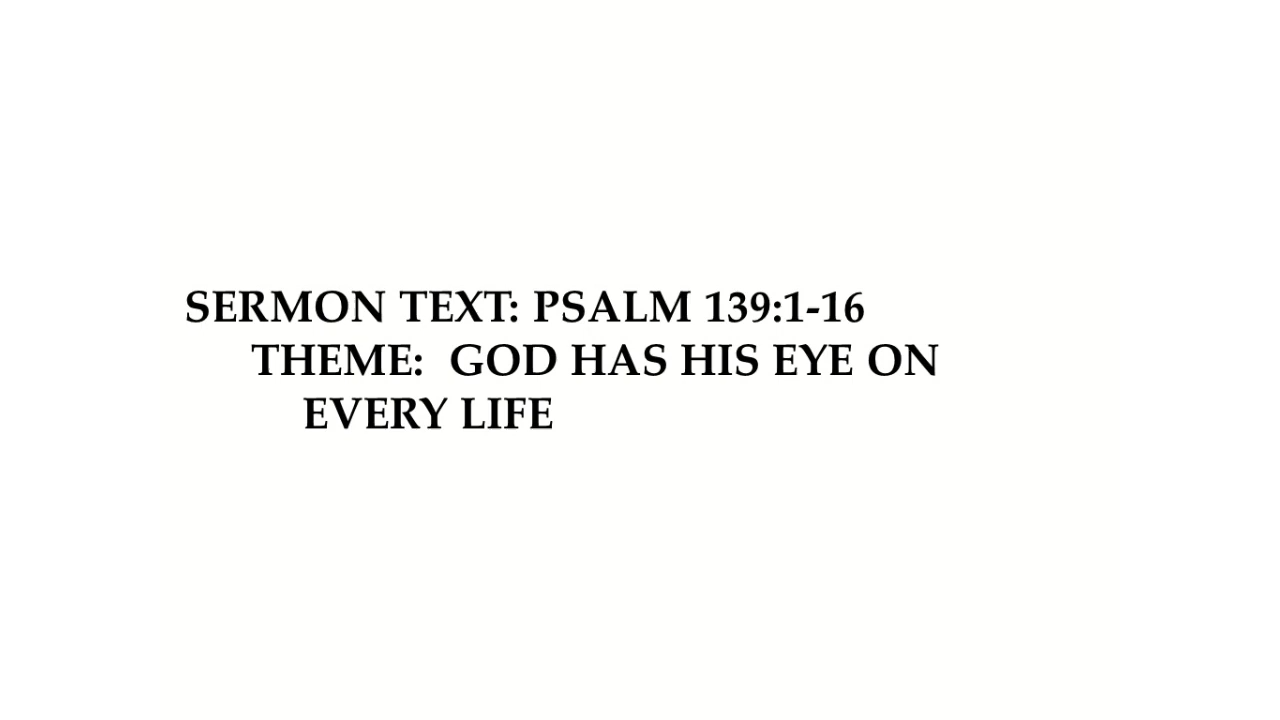 SERMON TEXT: PSALM 139:1-16
THEME:  GOD HAS HIS EYE ON
EVERY LIFE